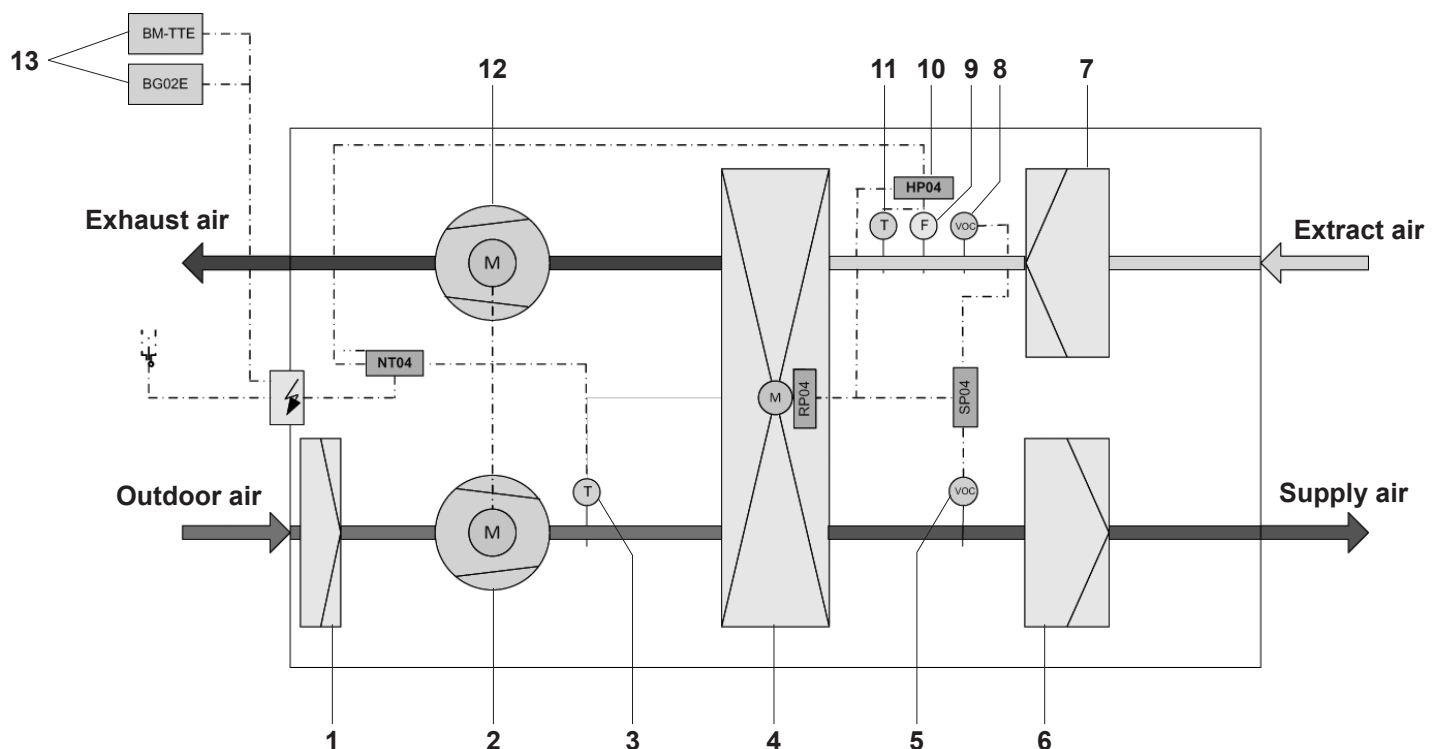 BM-TTE
13
BG02E
12
11
10
9
8
7
HP04
Exhaust air
T
F
VOC
Extract air
M
NT04
M
RP04
SP04
Outdoor air
T
VOC
Supply air
M
1
2
3
4
5
6